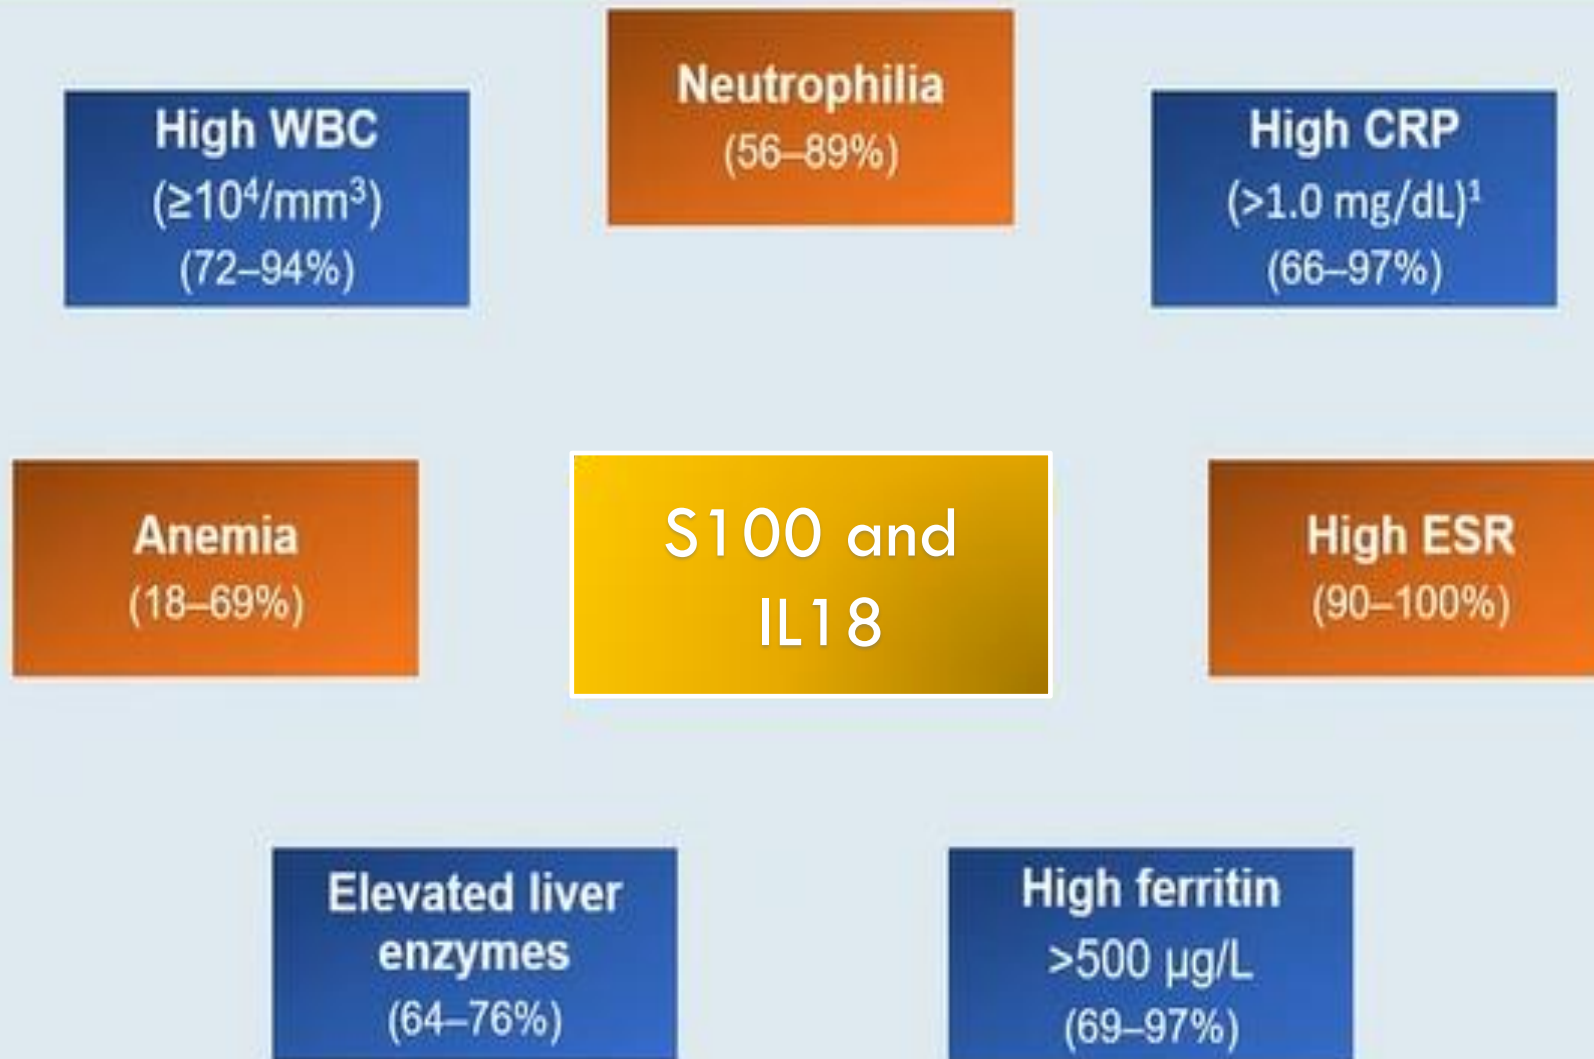 Neutrophilia
(56–89%)
High WBC
(≥10⁴/mm³)
(72–94%)
High CRP
(>1.0 mg/dL)¹
(66–97%)
Anemia
(18–69%)
S100 and
IL18
High ESR
(90–100%)
Elevated liver
enzymes
(64–76%)
High ferritin
>500 µg/L
(69–97%)